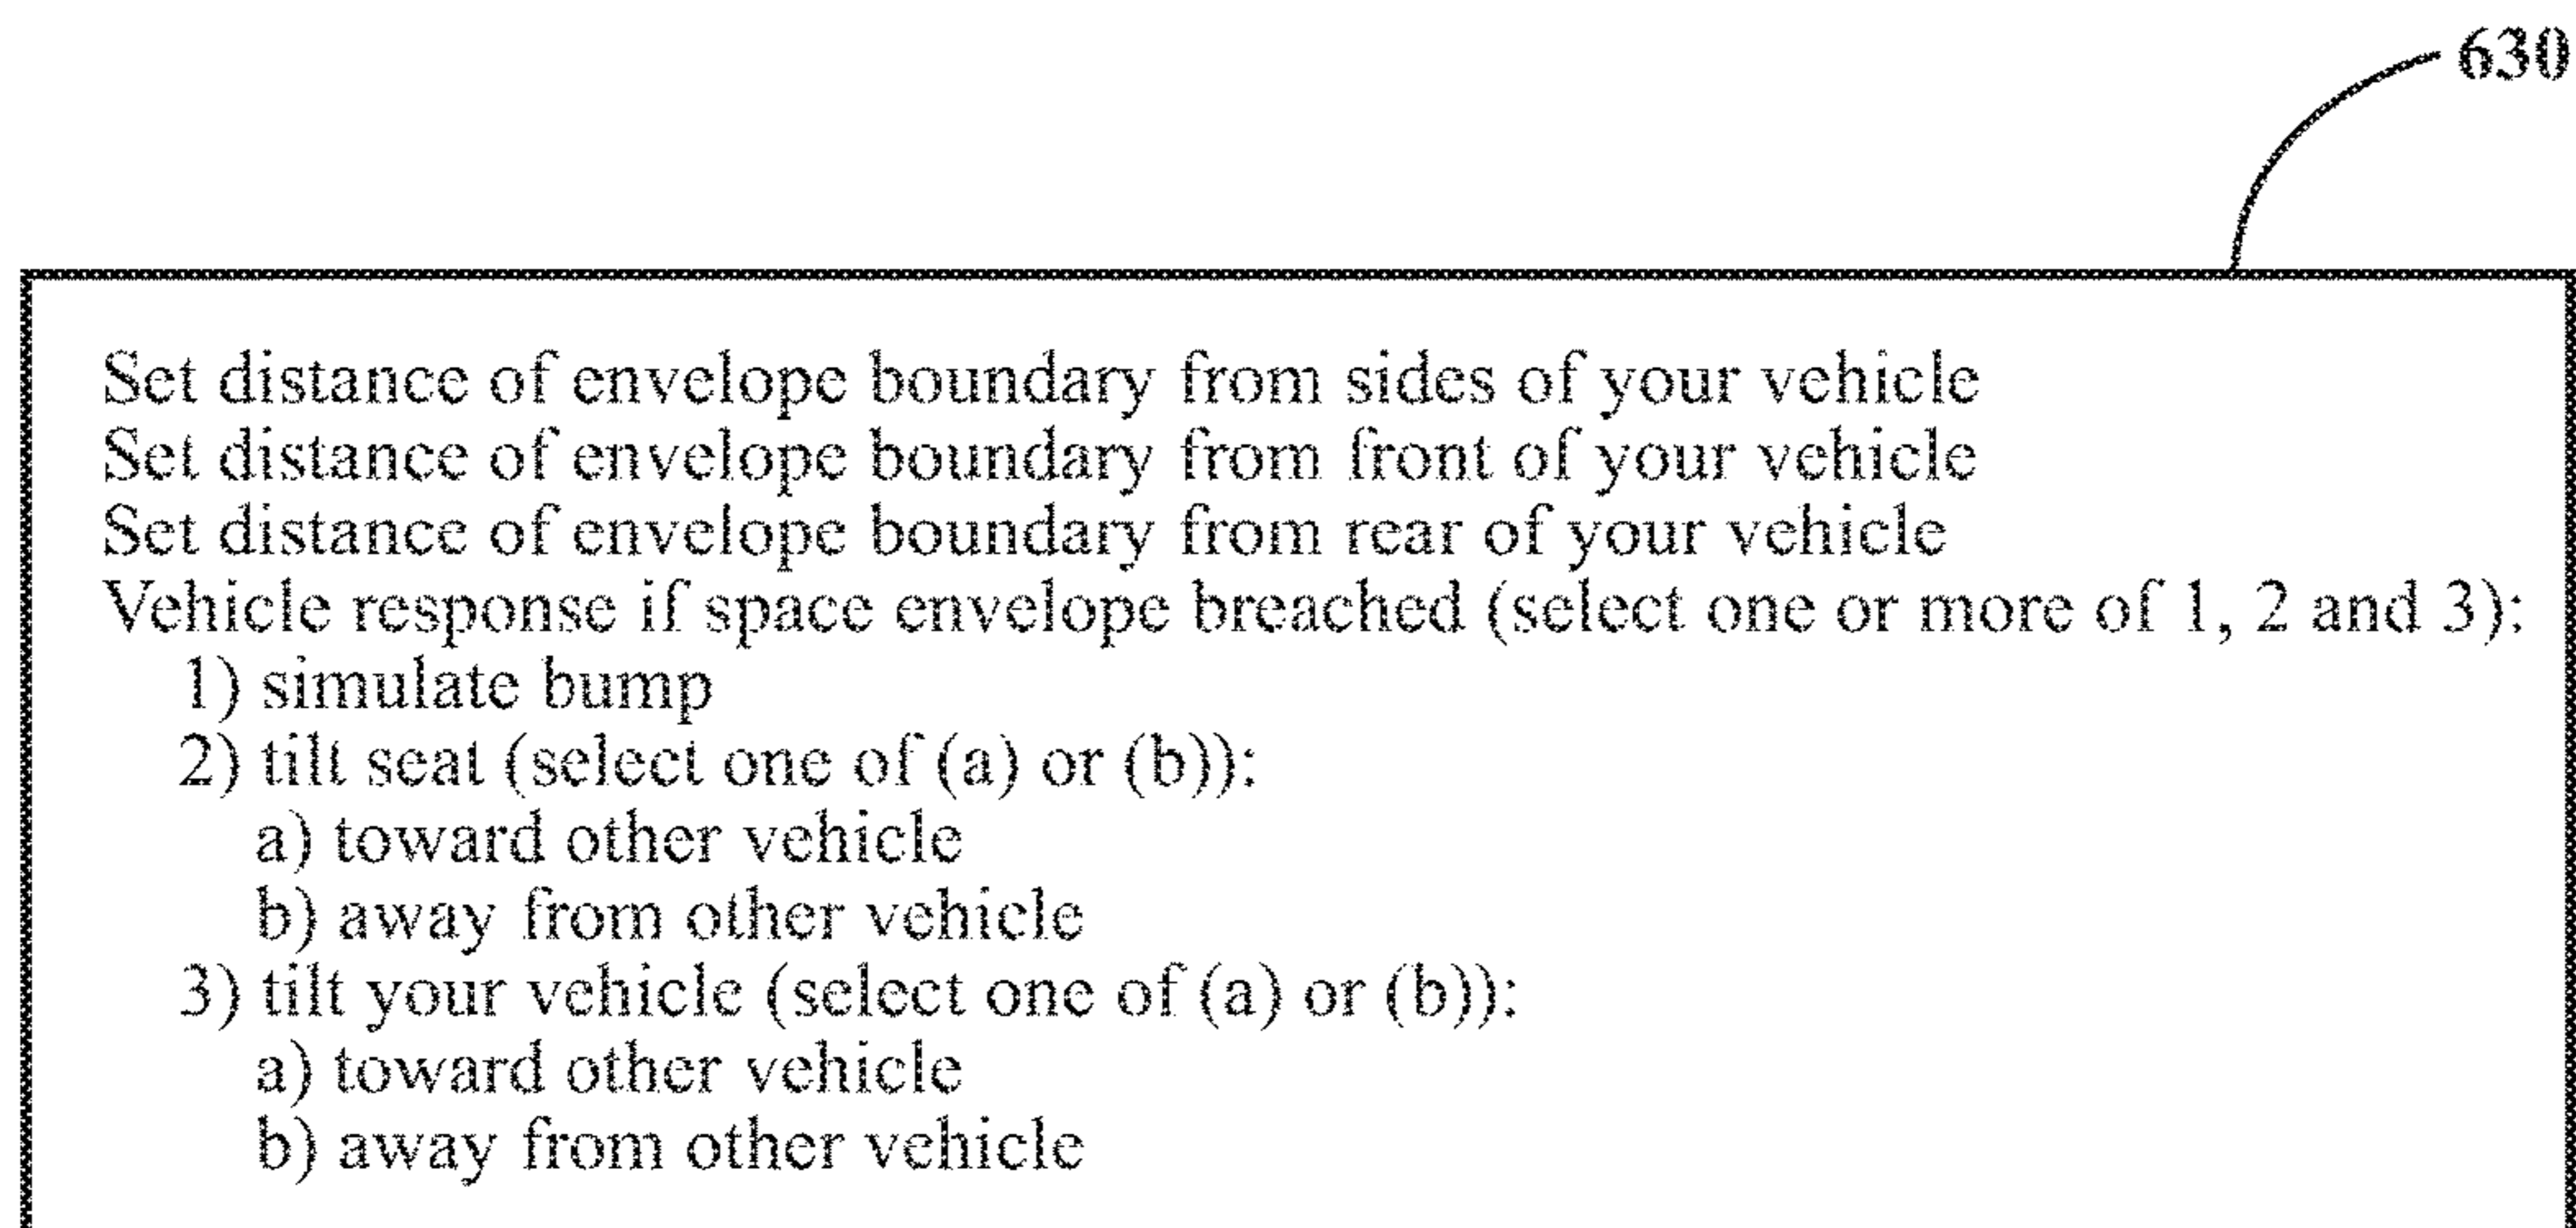 630
Set distance of envelope boundary from sides of your vehicle
Set distance of envelope boundary from front of your vehicle
Set distance of envelope boundary from rear of your vehicle
Vehicle response if space envelope breached (select one or more of 1, 2 and 3):
1) simulate bump
2) tilt seat (select one of (a) or (b)):
a) toward other vehicle
b) away from other vehicle
3) tilt your vehicle (select one of (a) or (b)):
a) toward other vehicle
b) away from other vehicle